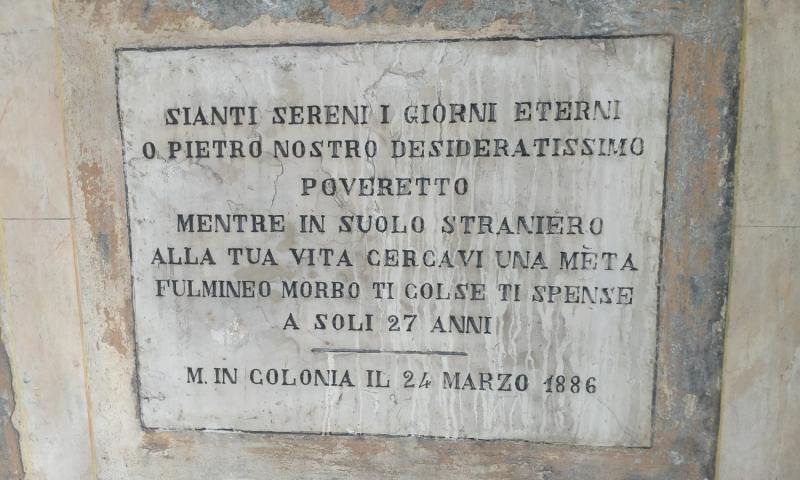 SIANTI SERENI I GIORNI ETERNI
O PIETRO NOSTRO DESIDERATISSIMO
POVERETTO
MENTRE IN SUOLO STRANIERO
ALLA TUA VITA CERCAVI UNA MÈTA
FULMINEO MORBO TI COLSE TI SPENSE
A SOLI 27 ANNI
M. IN COLONIA IL 24 MARZO 1886